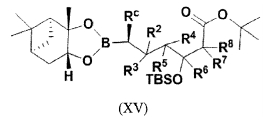 R^c R^2 O
O R^4 O
B R^8
O R^3 R^5 R^7
TBSO R^6
H
(XV)